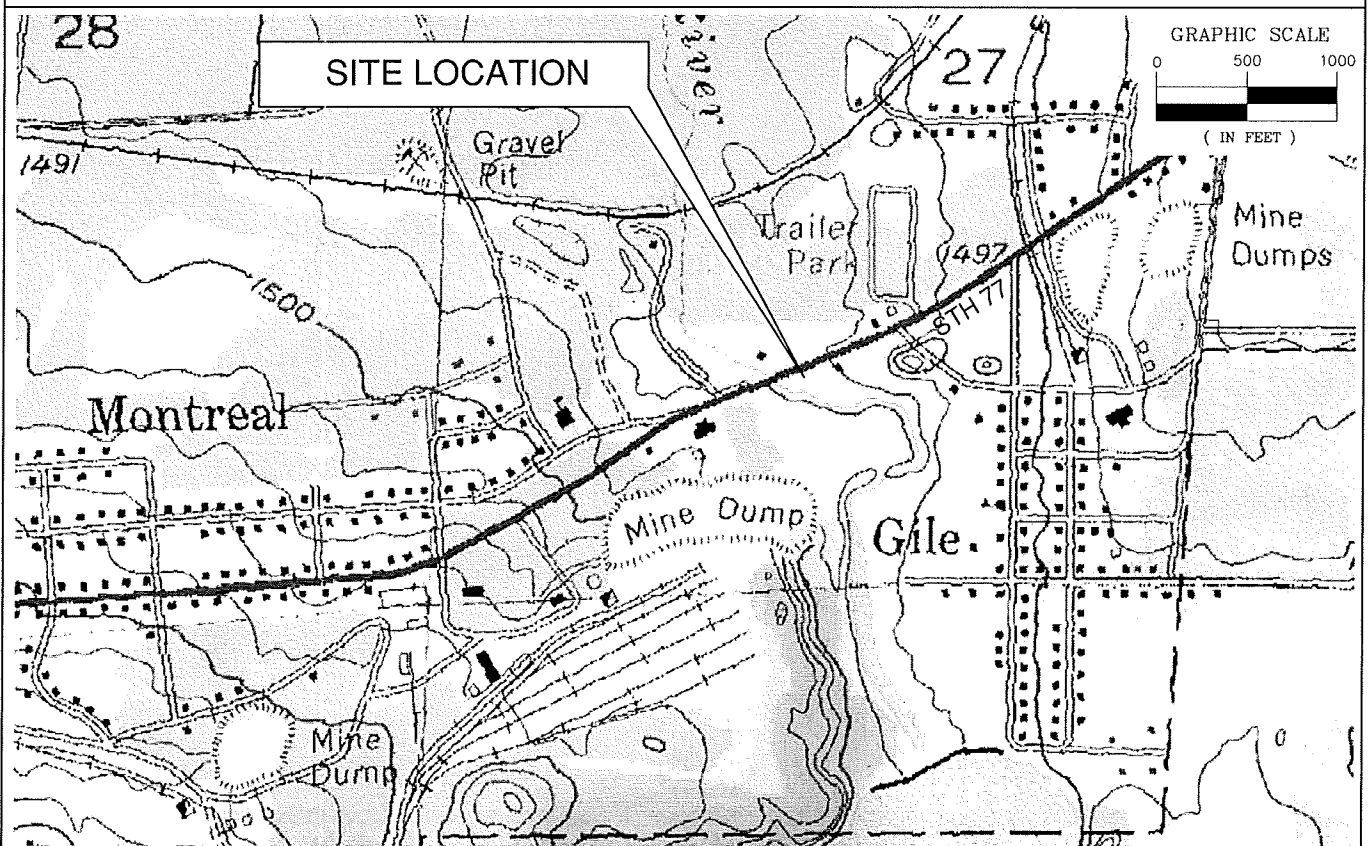 28
SITE LOCATION
iver
27
GRAPHIC SCALE
0 500 1000
( IN FEET )
1491
Gravel
Pit
Trailer
Park
1497
STH 77
Mine
Dumps
1500
Montreal
Mine Dump
Gile
Mine
Dump